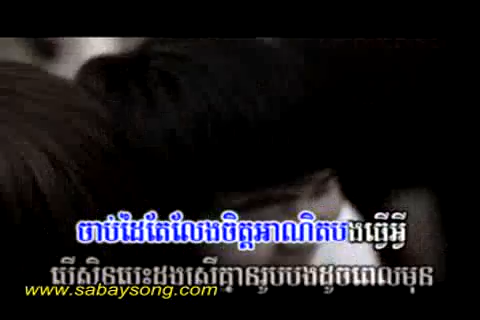 ចាប់ដៃតែលែងចិត្តអាណិតបងធ្វើអ្វី
បើសិនបេះដូងស្រីគ្មានរូបបងដូចពេលមុន
www.sabaysong.com